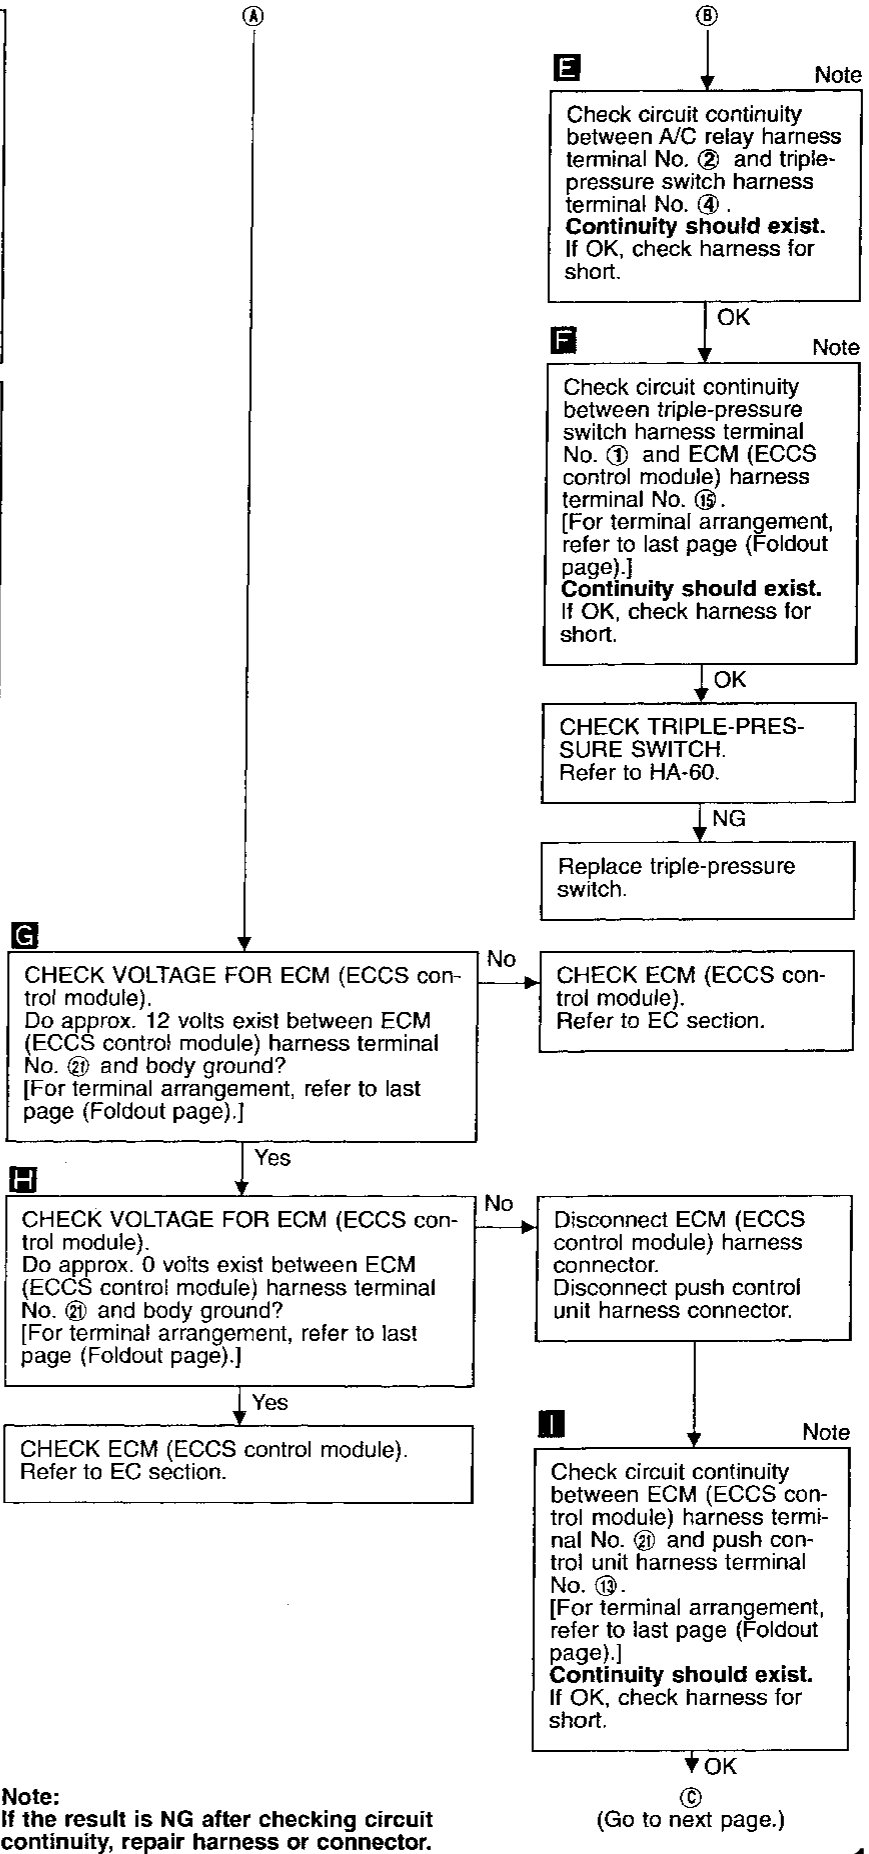 Ⓐ
Ⓑ
E
Note
Check circuit continuity
between A/C relay harness
terminal No. ② and triple-
pressure switch harness
terminal No. ④ .
Continuity should exist.
If OK, check harness for
short.
OK
F
Note
Check circuit continuity
between triple-pressure
switch harness terminal
No. ① and ECM (ECCS
control module) harness
terminal No. ⑮.
[For terminal arrangement,
refer to last page (Foldout
page).]
Continuity should exist.
If OK, check harness for
short.
OK
CHECK TRIPLE-PRES-
SURE SWITCH.
Refer to HA-60.
NG
Replace triple-pressure
switch.
G
CHECK VOLTAGE FOR ECM (ECCS con-
trol module).
Do approx. 12 volts exist between ECM
(ECCS control module) harness terminal
No. ㉑ and body ground?
[For terminal arrangement, refer to last
page (Foldout page).]
No
CHECK ECM (ECCS con-
trol module).
Refer to EC section.
Yes
H
CHECK VOLTAGE FOR ECM (ECCS con-
trol module).
Do approx. 0 volts exist between ECM
(ECCS control module) harness terminal
No. ㉑ and body ground?
[For terminal arrangement, refer to last
page (Foldout page).]
No
Disconnect ECM (ECCS
control module) harness
connector.
Disconnect push control
unit harness connector.
Yes
CHECK ECM (ECCS control module).
Refer to EC section.
I
Note
Check circuit continuity
between ECM (ECCS con-
trol module) harness termi-
nal No. ㉑ and push con-
trol unit harness terminal
No. ⑬.
[For terminal arrangement,
refer to last page (Foldout
page).]
Continuity should exist.
If OK, check harness for
short.
OK
Ⓒ
(Go to next page.)
Note:
If the result is NG after checking circuit
continuity, repair harness or connector.